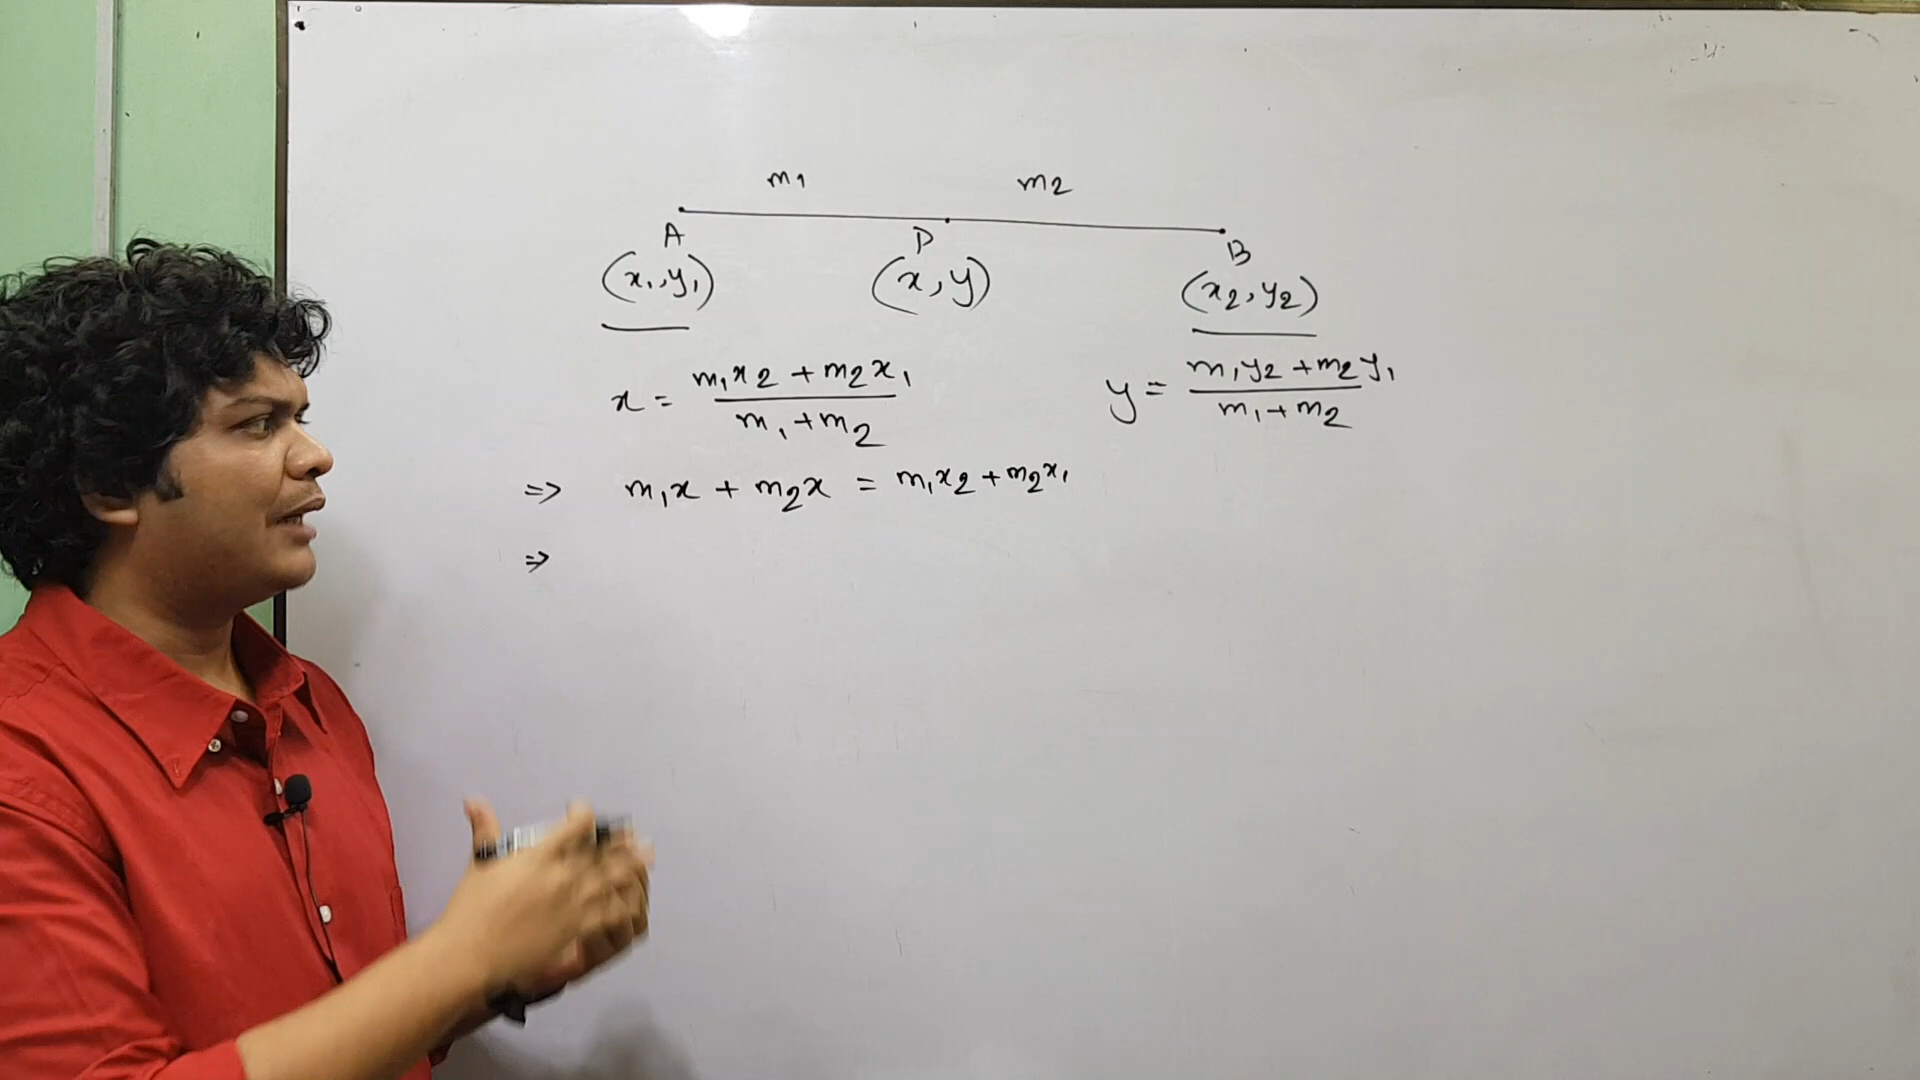 m1 m2
A P B
(x₁, y₁) (x, y) (x₂, y₂)
x = (m₁x₂ + m₂x₁)/(m₁ + m₂) y = (m₁y₂ + m₂y₁)/(m₁ + m₂)
=> m₁x + m₂x = m₁x₂ + m₂x₁
=>